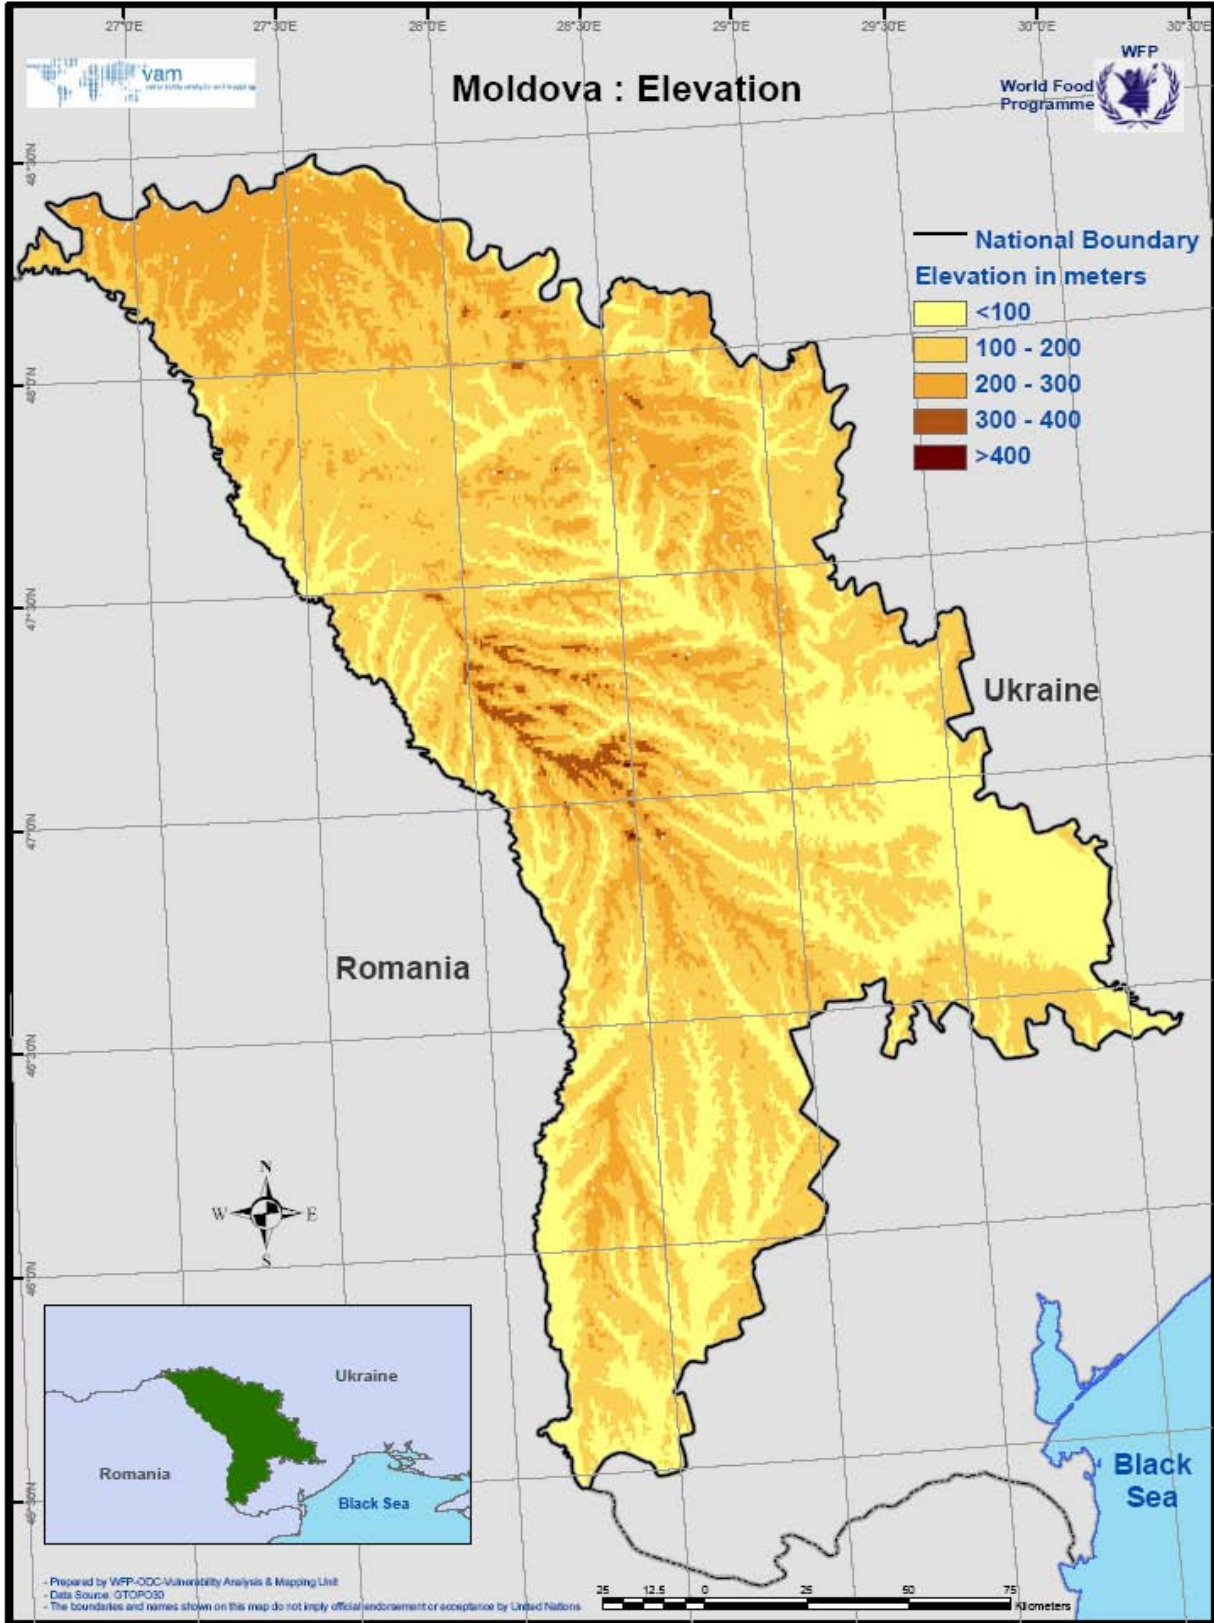 27°0'E 27°30'E 28°0'E 28°30'E 29°0'E 29°30'E 30°0'E 30°30'E
vam
vulnerability analysis and mapping
Moldova : Elevation
WFP
World Food
Programme
48°30'N
48°0'N
47°30'N
47°0'N
46°30'N
46°0'N
45°30'N
National Boundary
Elevation in meters
<100
100 - 200
200 - 300
300 - 400
>400
Ukraine
Romania
N
W E
S
Ukraine
Romania
Black Sea
Black
Sea
- Prepared by WFP-ODC-Vulnerability Analysis & Mapping Unit
- Data Source: GTOPO30
- The boundaries and names shown on this map do not imply official endorsement or acceptance by United Nations
25 12.5 0 25 50 75
Kilometers